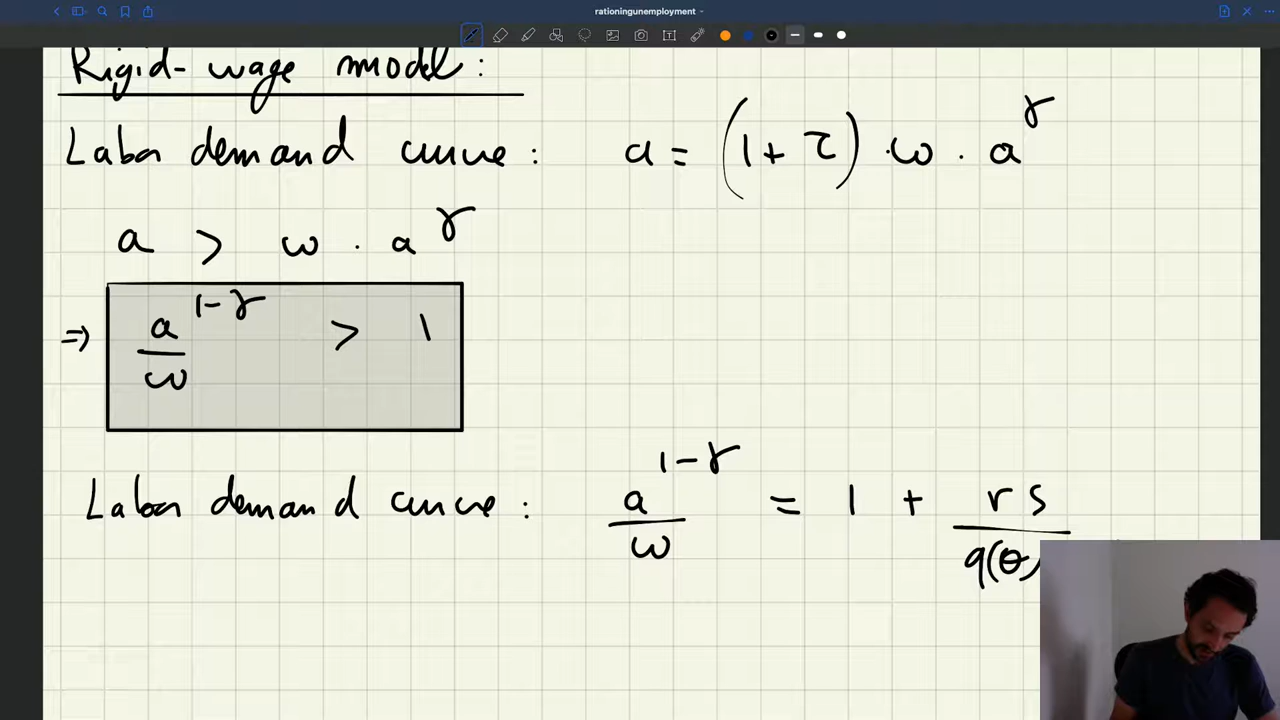 rationingunemployment
Rigid-wage model:
Labor demand curve: a = (1 + τ) · ω · a^γ
a > ω · a^γ
⇒ a^{1-γ} / ω > 1
Labor demand curve: a^{1-γ} / ω = 1 + rs / q(θ)